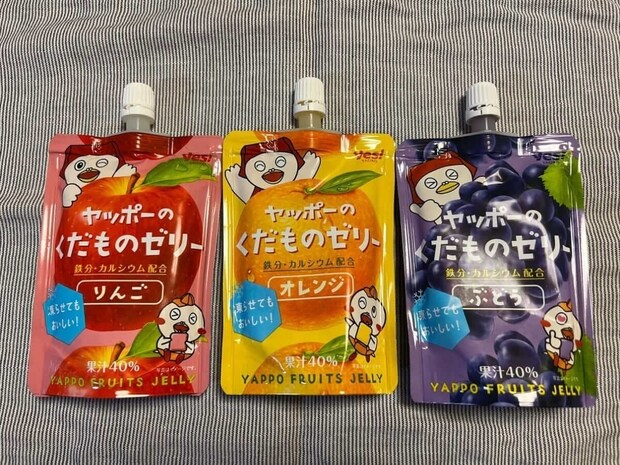 yes!
ヤッポーの
くだものゼリー
鉄分・カルシウム配合
りんご
凍らせても
おいしい!
果汁40%
YAPPO FRUITS JELLY
yes!
ヤッポーの
くだものゼリー
鉄分・カルシウム配合
オレンジ
凍らせても
おいしい!
果汁40%
YAPPO FRUITS JELLY
yes!
ヤッポーの
くだものゼリー
鉄分・カルシウム配合
ぶどう
凍らせても
おいしい!
果汁40%
YAPPO FRUITS JELLY